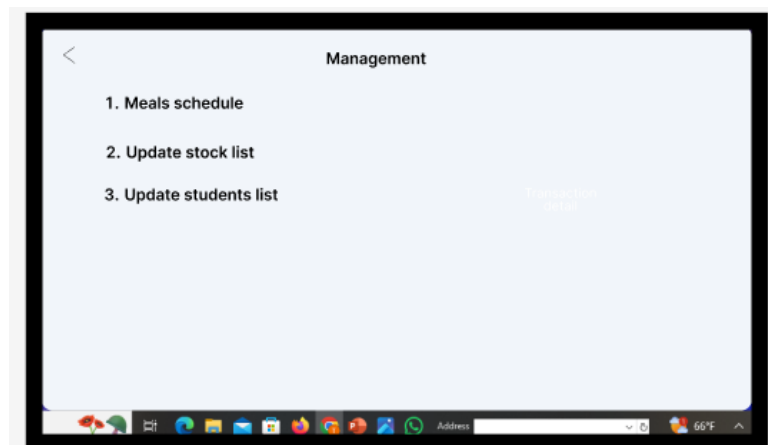 Management
1. Meals schedule
2. Update stock list
3. Update students list
Transaction
detail
Address
66°F